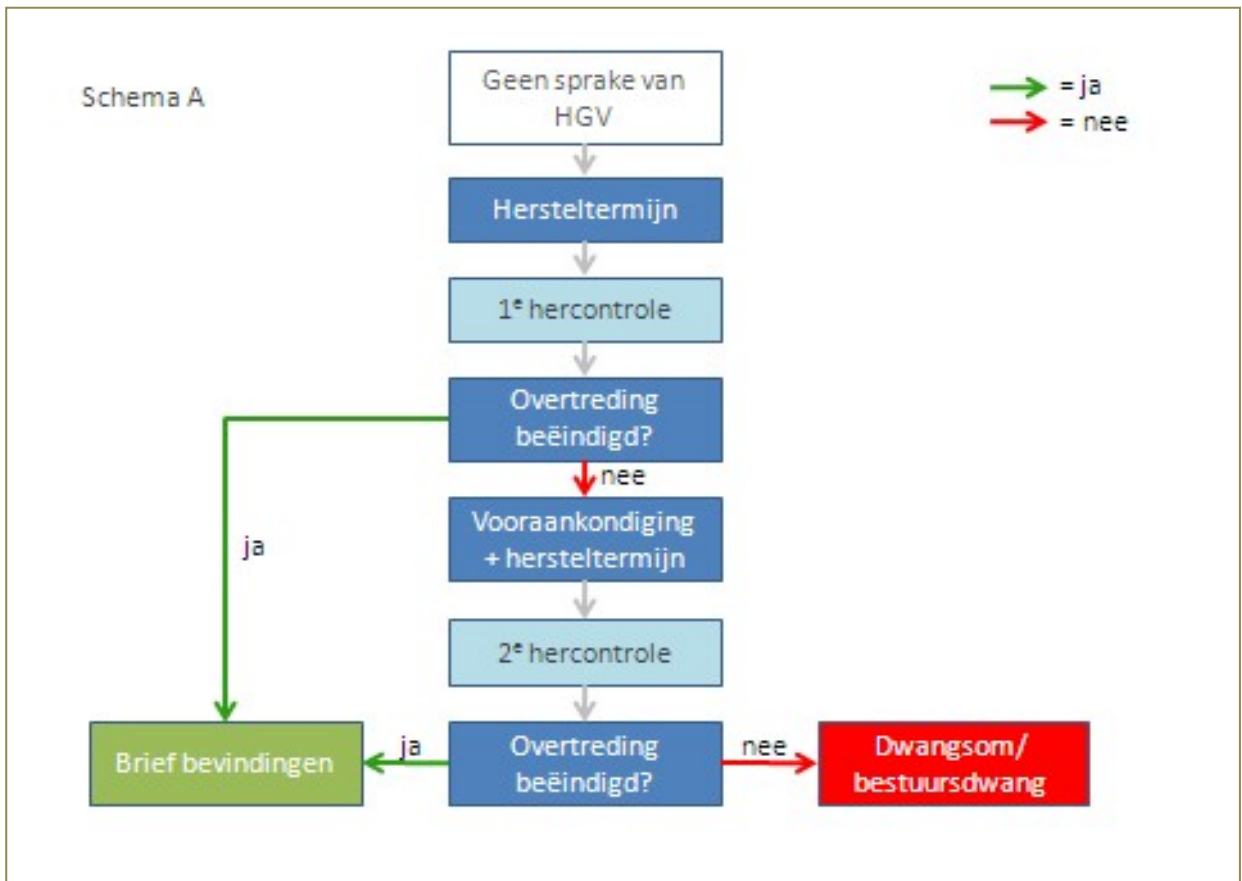 Schema A
Geen sprake van
HGV
= ja
= nee
Hersteltermijn
1e hercontrole
Overtreding
beëindigd?
nee
Vooraankondiging
+ hersteltermijn
ja
2e hercontrole
Brief bevindingen
ja
Overtreding
beëindigd?
nee
Dwangsom/
bestuursdwang